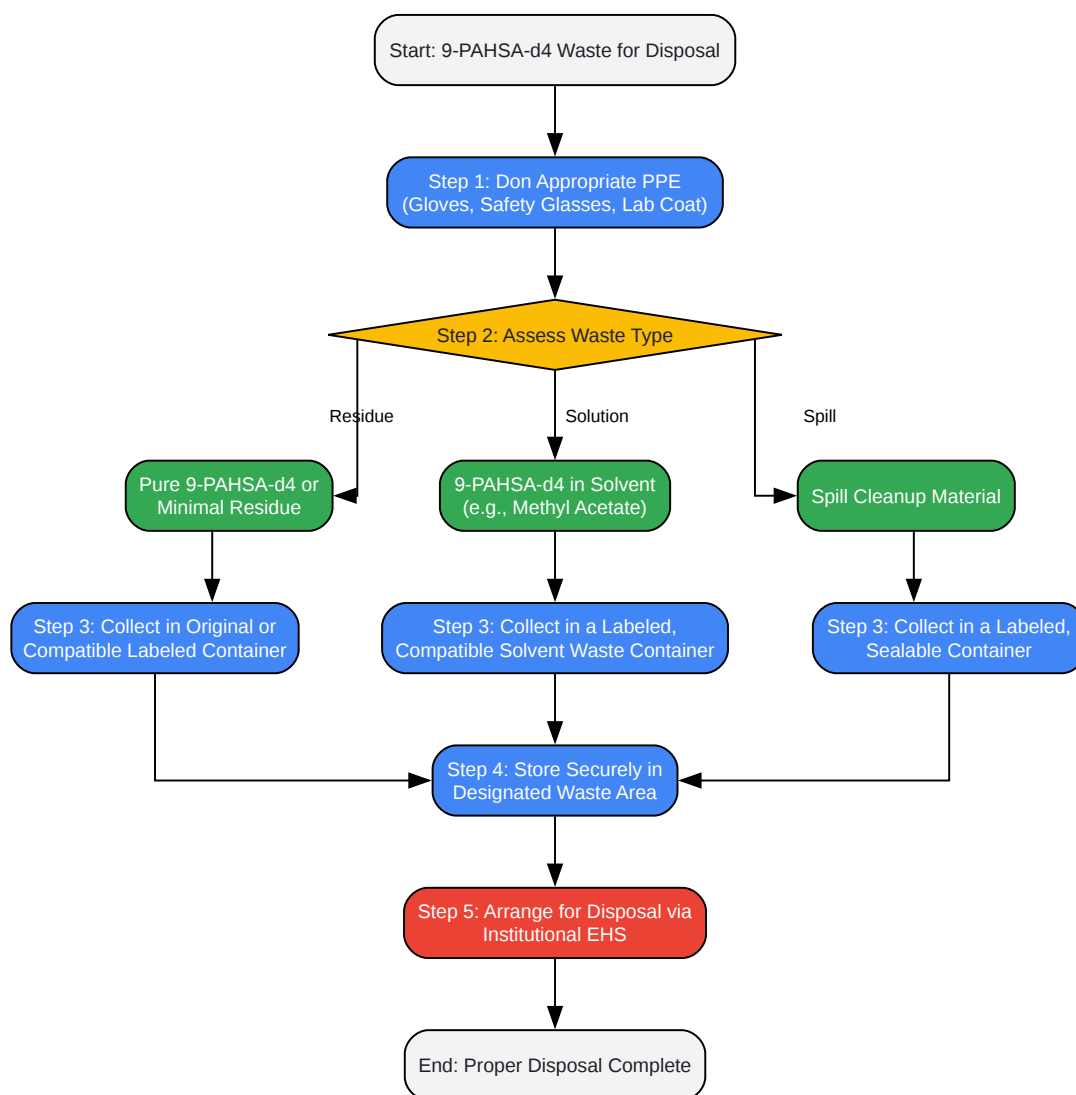 Start: 9-PAHSA-d4 Waste for Disposal
Step 1: Don Appropriate PPE
(Gloves, Safety Glasses, Lab Coat)
Step 2: Assess Waste Type
Residue
Solution
Spill
Pure 9-PAHSA-d4 or
Minimal Residue
9-PAHSA-d4 in Solvent
(e.g., Methyl Acetate)
Spill Cleanup Material
Step 3: Collect in Original or
Compatible Labeled Container
Step 3: Collect in a Labeled,
Compatible Solvent Waste Container
Step 3: Collect in a Labeled,
Sealable Container
Step 4: Store Securely in
Designated Waste Area
Step 5: Arrange for Disposal via
Institutional EHS
End: Proper Disposal Complete